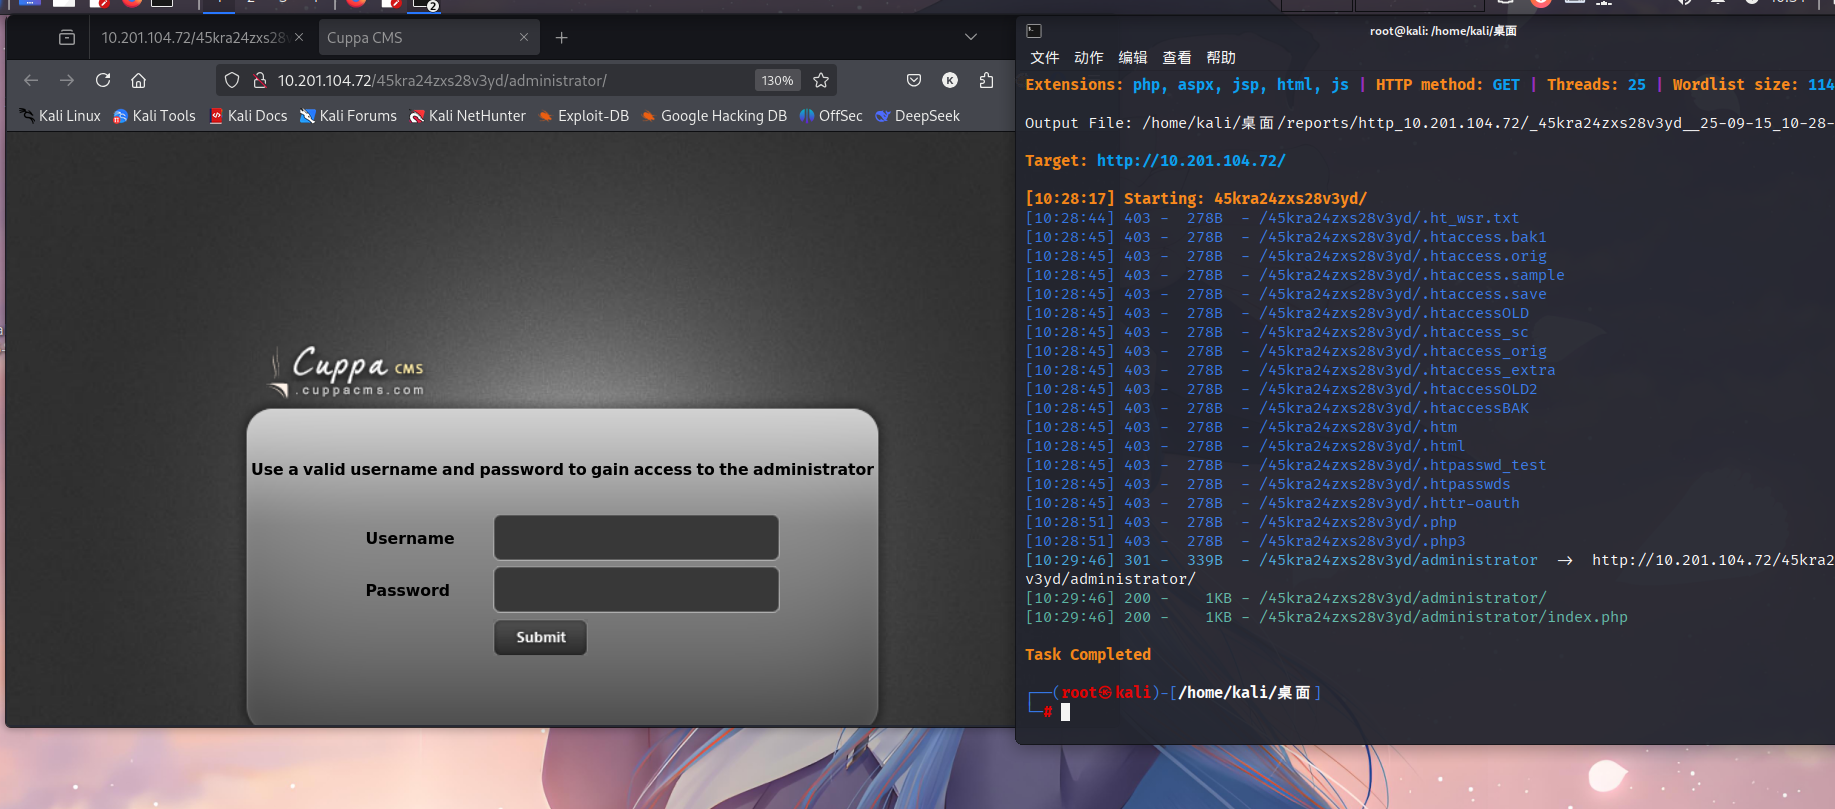 10.201.104.72/45kra24zxs28v
Cuppa CMS
10.201.104.72/45kra24zxs28v3yd/administrator/
130%
K
Kali Linux
Kali Tools
Kali Docs
Kali Forums
Kali NetHunter
Exploit-DB
Google Hacking DB
OffSec
DeepSeek
Cuppa CMS
.cuppacms.com
Use a valid username and password to gain access to the administrator
Username
Password
Submit
2
root@kali: /home/kali/桌面
文件 动作 编辑 查看 帮助
Extensions: php, aspx, jsp, html, js | HTTP method: GET | Threads: 25 | Wordlist size: 114
Output File: /home/kali/桌面/reports/http_10.201.104.72/_45kra24zxs28v3yd__25-09-15_10-28-
Target: http://10.201.104.72/
[10:28:17] Starting: 45kra24zxs28v3yd/
[10:28:44] 403 - 278B - /45kra24zxs28v3yd/.ht_wsr.txt
[10:28:45] 403 - 278B - /45kra24zxs28v3yd/.htaccess.bak1
[10:28:45] 403 - 278B - /45kra24zxs28v3yd/.htaccess.orig
[10:28:45] 403 - 278B - /45kra24zxs28v3yd/.htaccess.sample
[10:28:45] 403 - 278B - /45kra24zxs28v3yd/.htaccess.save
[10:28:45] 403 - 278B - /45kra24zxs28v3yd/.htaccessOLD
[10:28:45] 403 - 278B - /45kra24zxs28v3yd/.htaccess_sc
[10:28:45] 403 - 278B - /45kra24zxs28v3yd/.htaccess_orig
[10:28:45] 403 - 278B - /45kra24zxs28v3yd/.htaccess_extra
[10:28:45] 403 - 278B - /45kra24zxs28v3yd/.htaccessOLD2
[10:28:45] 403 - 278B - /45kra24zxs28v3yd/.htaccessBAK
[10:28:45] 403 - 278B - /45kra24zxs28v3yd/.htm
[10:28:45] 403 - 278B - /45kra24zxs28v3yd/.html
[10:28:45] 403 - 278B - /45kra24zxs28v3yd/.htpasswd_test
[10:28:45] 403 - 278B - /45kra24zxs28v3yd/.htpasswds
[10:28:45] 403 - 278B - /45kra24zxs28v3yd/.httr-oauth
[10:28:51] 403 - 278B - /45kra24zxs28v3yd/.php
[10:28:51] 403 - 278B - /45kra24zxs28v3yd/.php3
[10:29:46] 301 - 339B - /45kra24zxs28v3yd/administrator → http://10.201.104.72/45kra2
v3yd/administrator/
[10:29:46] 200 - 1KB - /45kra24zxs28v3yd/administrator/
[10:29:46] 200 - 1KB - /45kra24zxs28v3yd/administrator/index.php
Task Completed
┌──(root㉿kali)-[/home/kali/桌面]
└─#